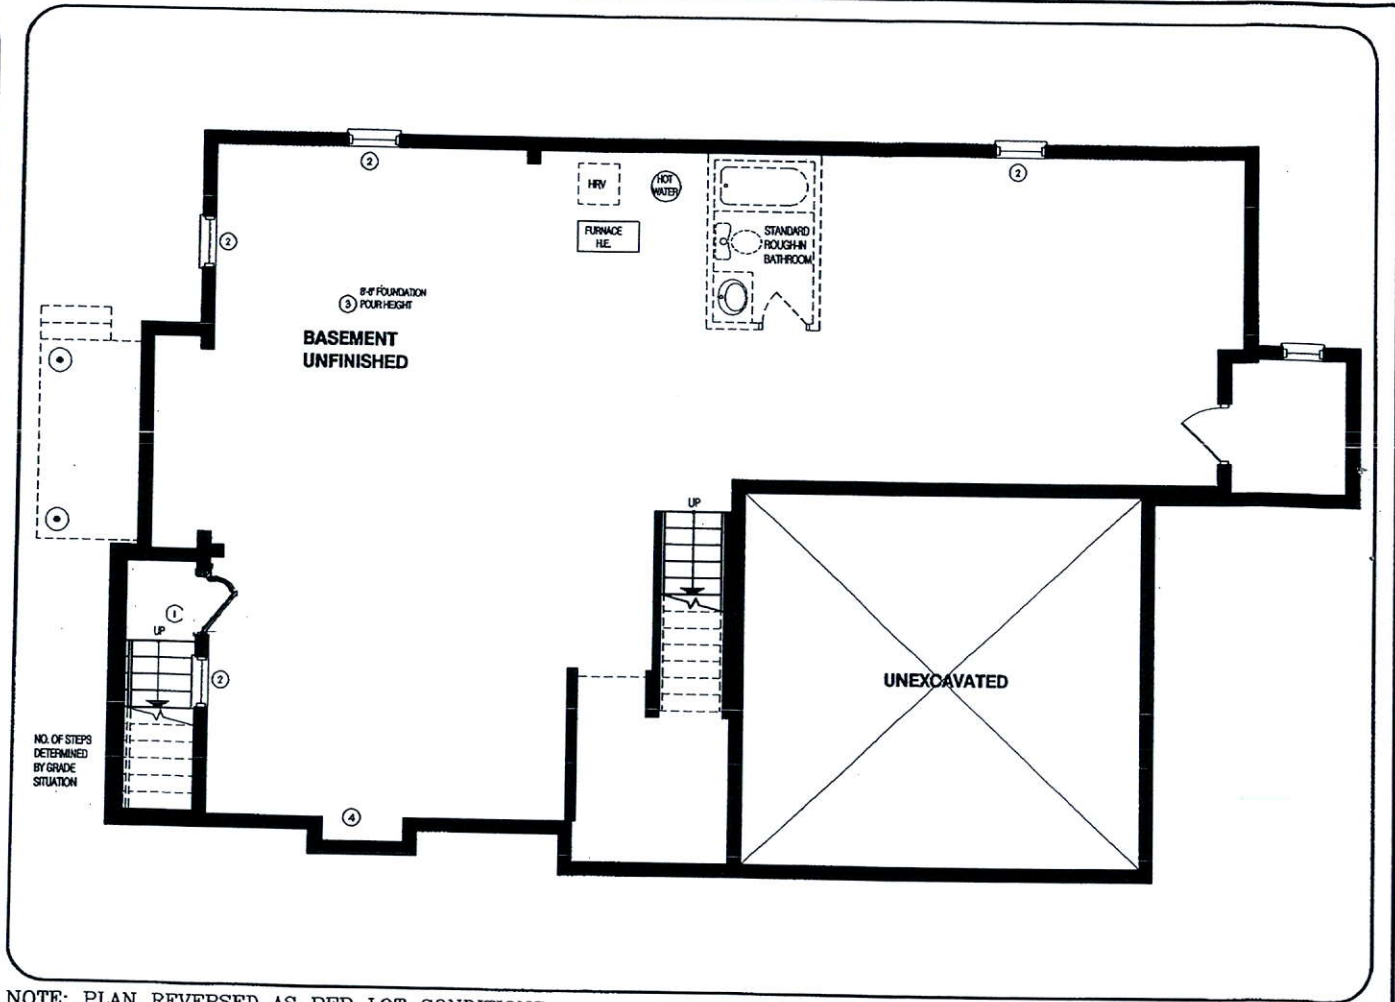 2
2
HRV
HOT
WATER
FURNACE
H.E.
STANDARD
ROUGH-IN
BATHROOM
2
3
8'-6" FOUNDATION
POUR HEIGHT
BASEMENT
UNFINISHED
UP
1
UP
2
UNEXCAVATED
NO. OF STEPS
DETERMINED
BY GRADE
SITUATION
4
NOTE: PLAN REVERSED AS PER LOT CONDITIONS